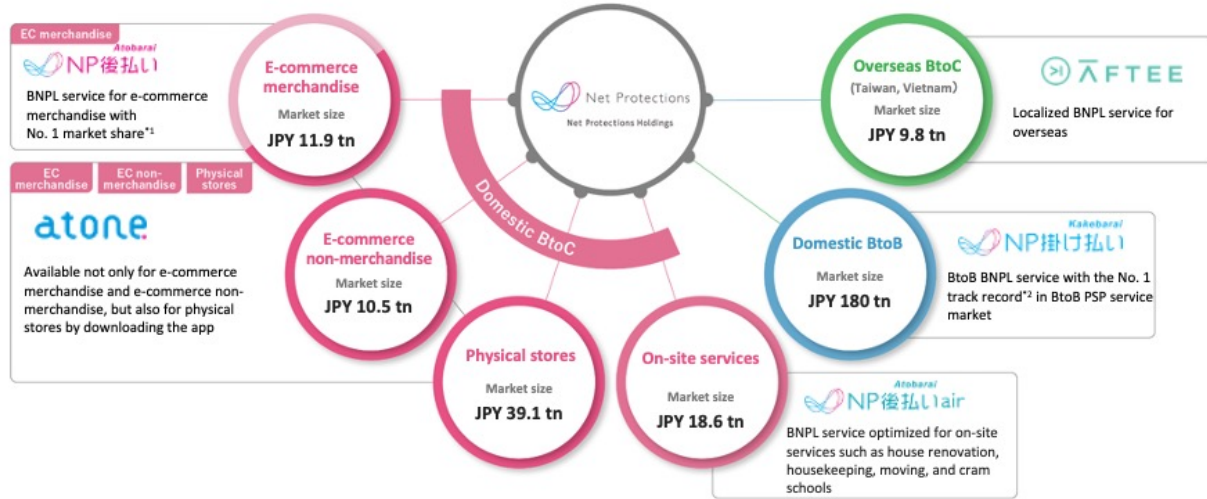 EC merchandise
Atobarai
NP後払い
BNPL service for e-commerce
merchandise with
No. 1 market share*1
EC
merchandise
EC non-
merchandise
Physical
stores
atone
Available not only for e-commerce
merchandise and e-commerce non-
merchandise, but also for physical
stores by downloading the app
E-commerce
merchandise
Market size
JPY 11.9 tn
E-commerce
non-merchandise
Market size
JPY 10.5 tn
Physical stores
Market size
JPY 39.1 tn
On-site services
Market size
JPY 18.6 tn
Domestic BtoC
Net Protections
Net Protections Holdings
Overseas BtoC
(Taiwan, Vietnam)
Market size
JPY 9.8 tn
AFTEE
Localized BNPL service for
overseas
Domestic BtoB
Market size
JPY 180 tn
Kakebarai
NP掛け払い
BtoB BNPL service with the No. 1
track record*2 in BtoB PSP service
market
Atobarai
NP後払いair
BNPL service optimized for on-site
services such as house renovation,
housekeeping, moving, and cram
schools